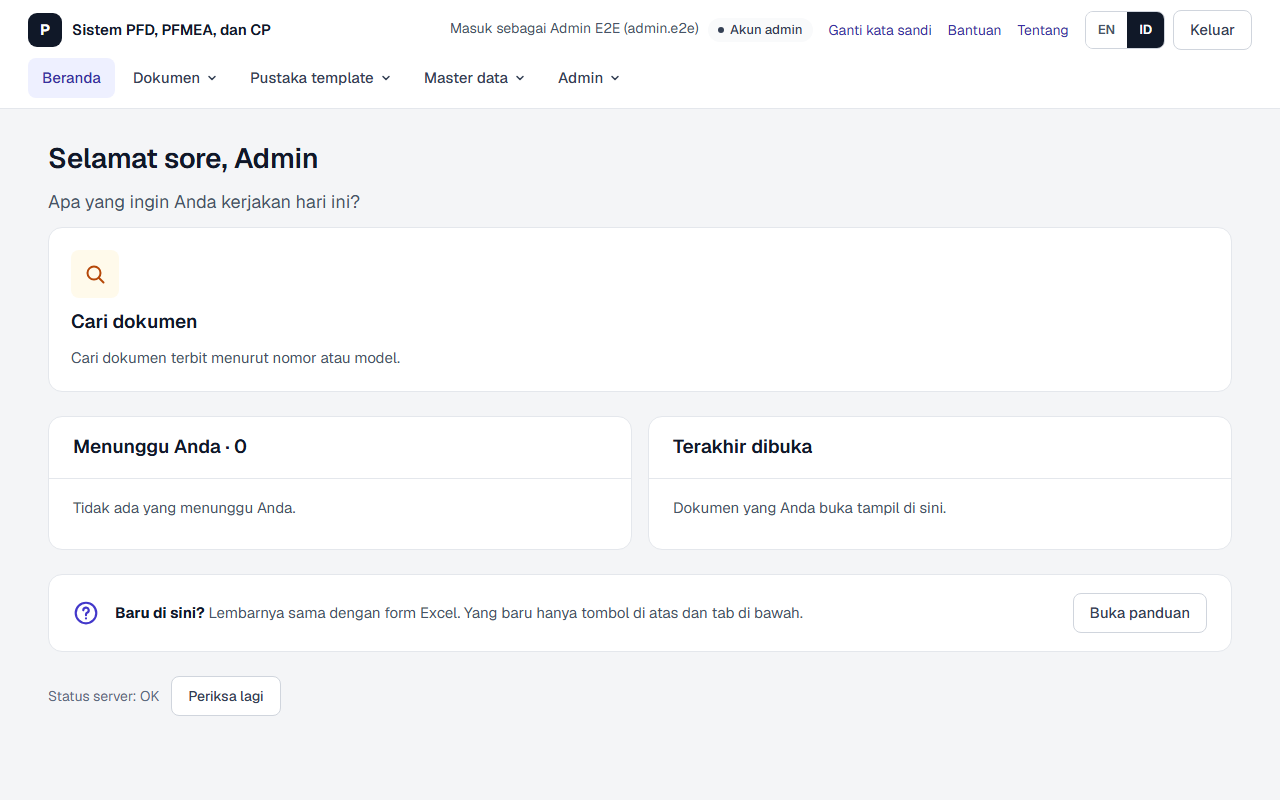 P Sistem PFD, PFMEA, dan CP Masuk sebagai Admin E2E (admin.e2e) Akun admin Ganti kata sandi Bantuan Tentang EN ID Keluar
Beranda Dokumen Pustaka template Master data Admin
Selamat sore, Admin
Apa yang ingin Anda kerjakan hari ini?
Cari dokumen
Cari dokumen terbit menurut nomor atau model.
Menunggu Anda · 0
Tidak ada yang menunggu Anda.
Terakhir dibuka
Dokumen yang Anda buka tampil di sini.
Baru di sini? Lembarnya sama dengan form Excel. Yang baru hanya tombol di atas dan tab di bawah. Buka panduan
Status server: OK Periksa lagi